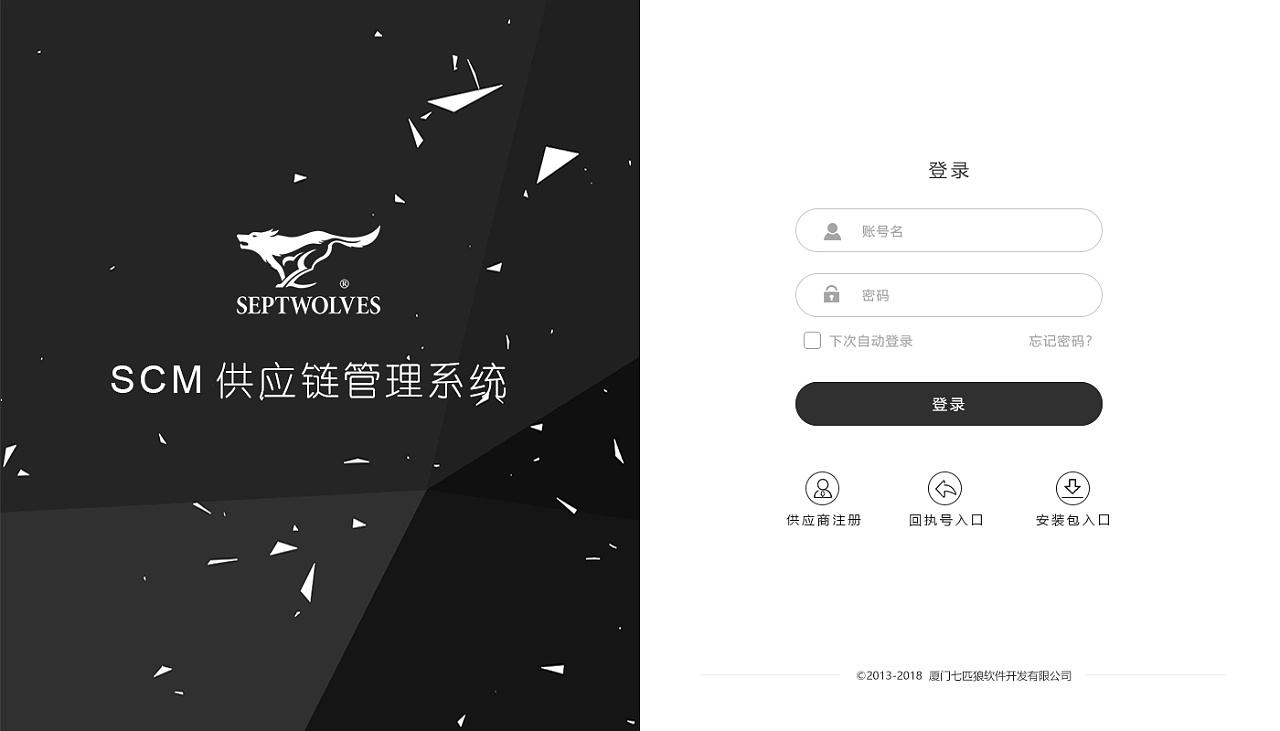 ®
SEPTWOLVES
SCM 供应链管理系统
登录
账号名
密码
下次自动登录
忘记密码?
登录
供应商注册
回执号入口
安装包入口
©2013-2018 厦门七匹狼软件开发有限公司